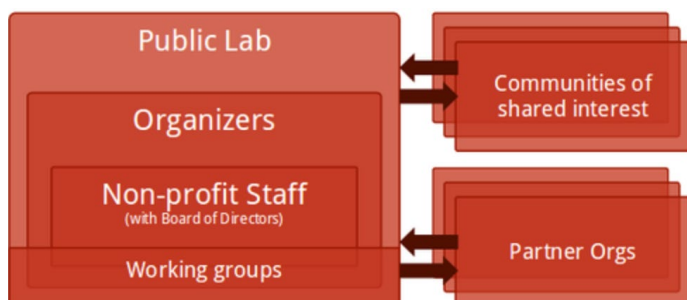 Public Lab
Organizers
Non-profit Staff
(with Board of Directors)
Working groups
Communities of
shared interest
Partner Orgs